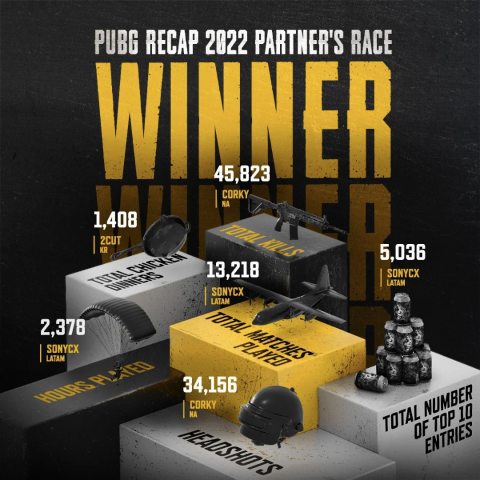 PUBG RECAP 2022 PARTNER'S RACE
WINNER
WINNER
45,823
CORKY
NA
TOTAL KILLS
1,408
2CUT
KR
TOTAL CHICKEN
DINNERS
13,218
SONYCX
LATAM
TOTAL MATCHES
PLAYED
5,036
SONYCX
LATAM
TOTAL NUMBER
OF TOP 10
ENTRIES
2,378
SONYCX
LATAM
HOURS PLAYED
34,156
CORKY
NA
HEADSHOTS